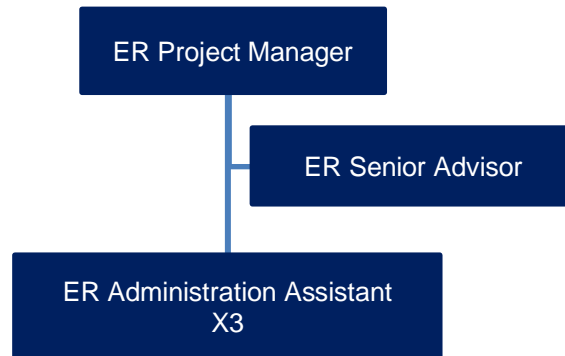 ER Project Manager
ER Senior Advisor
ER Administration Assistant
X3